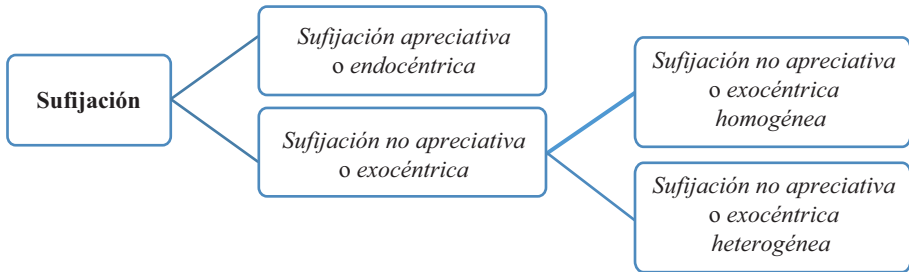 Sufijación
Sufijación apreciativa
o endocéntrica
Sufijación no apreciativa
o exocéntrica
Sufijación no apreciativa
o exocéntrica
homogénea
Sufijación no apreciativa
o exocéntrica
heterogénea